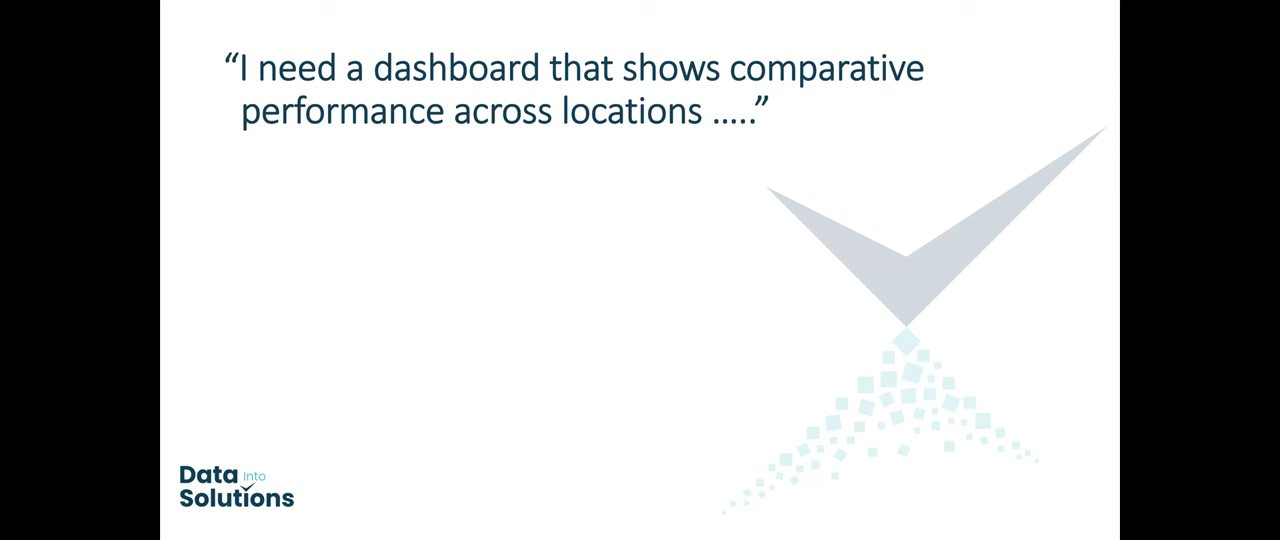 “I need a dashboard that shows comparative
performance across locations …..”
Data Into
Solutions